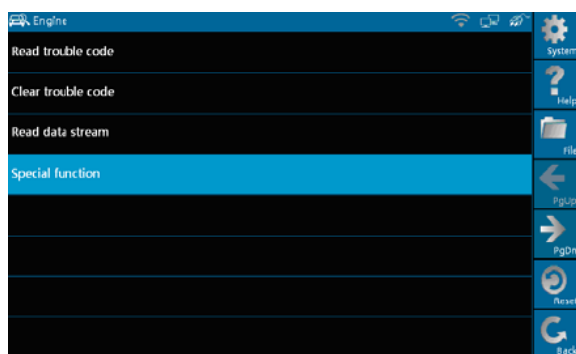 Engine
Read trouble code
Clear trouble code
Read data stream
Special function
System
Help
File
PgUp
PgDn
Reset
Back